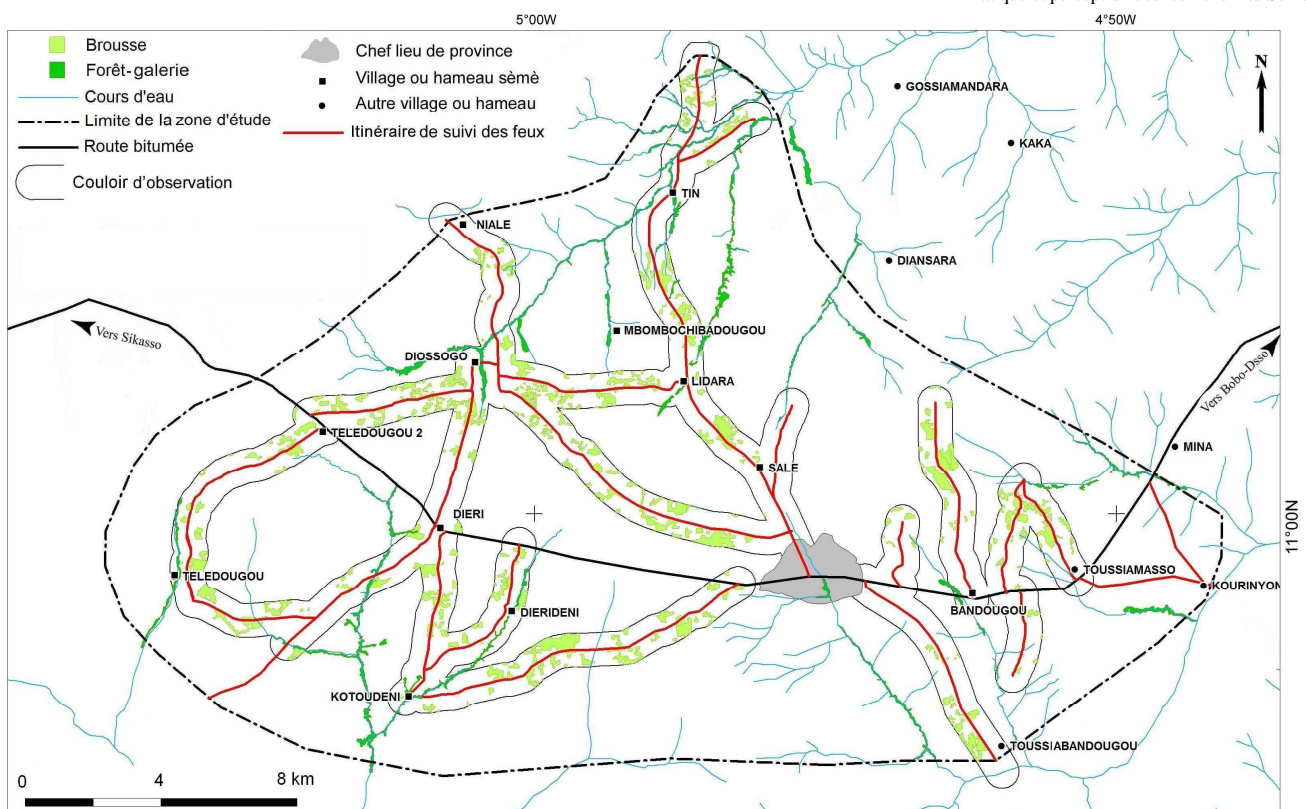 5°00W
4°50W
Brousse
Forêt-galerie
Cours d'eau
Limite de la zone d'étude
Route bitumée
Couloir d'observation
Chef lieu de province
Village ou hameau sèmè
Autre village ou hameau
Itinéraire de suivi des feux
N
GOSSIAMANDARA
KAKA
TIN
NIALE
DIANSARA
Vers Sikasso
MBOMBOCHIBADOUGOU
Vers Bobo-Dsso
DIOSSOGO
LIDARA
TELEDOUGOU 2
MINA
SALE
DIERI
11°00N
TOUSSIAMASSO
TELEDOUGOU
KOURINYON
DIERIDENI
BANDOUGOU
KOTOUDENI
TOUSSIABANDOUGOU
0 4 8 km